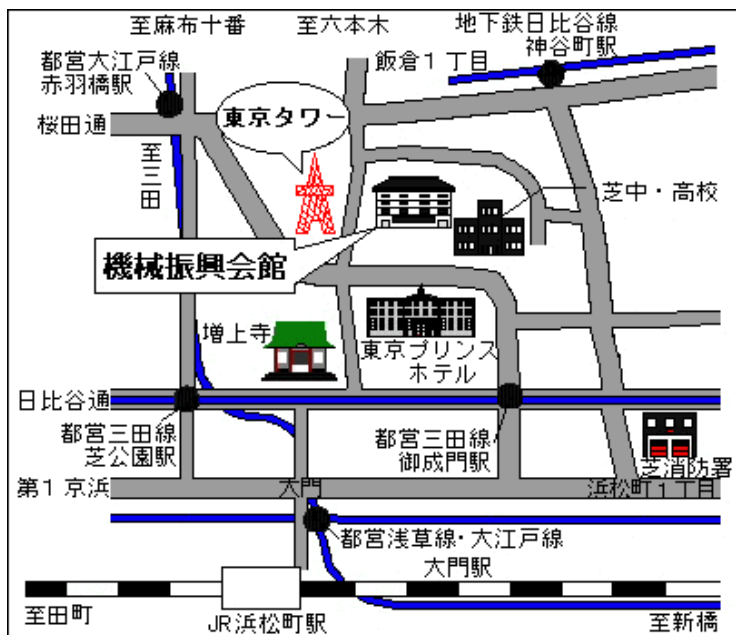 至麻布十番
至六本木
地下鉄日比谷線
神谷町駅
都営大江戸線
赤羽橋駅
飯倉1丁目
東京タワー
桜田通
至三田
芝中・高校
機械振興会館
増上寺
東京プリンス
ホテル
日比谷通
都営三田線
芝公園駅
都営三田線
御成門駅
芝消防署
第1京浜
大門
浜松町1丁目
都営浅草線・大江戸線
大門駅
至田町
JR浜松町駅
至新橋